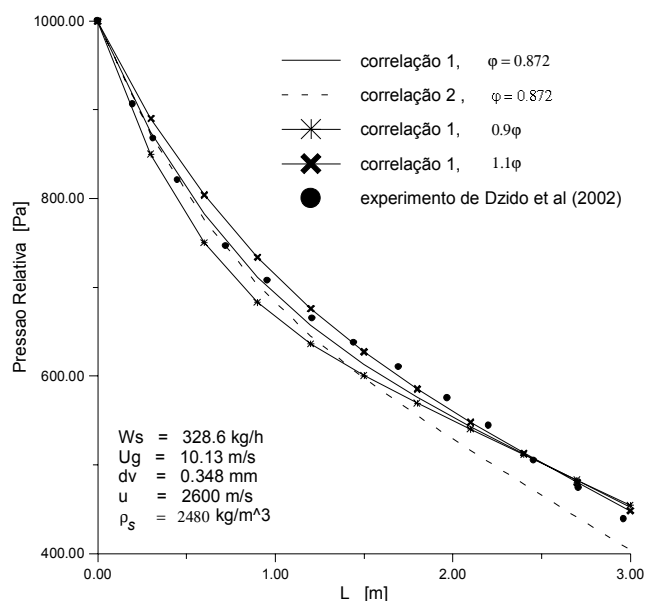 1000.00
800.00
600.00
400.00
Pressao Relativa [Pa]
correlação 1, φ = 0.872
correlação 2 , φ = 0.872
correlação 1, 0.9φ
correlação 1, 1.1φ
experimento de Dzido et al (2002)
Ws = 328.6 kg/h
Ug = 10.13 m/s
dv = 0.348 mm
u = 2600 m/s
ρs = 2480 kg/m^3
0.00 1.00 2.00 3.00
L [m]